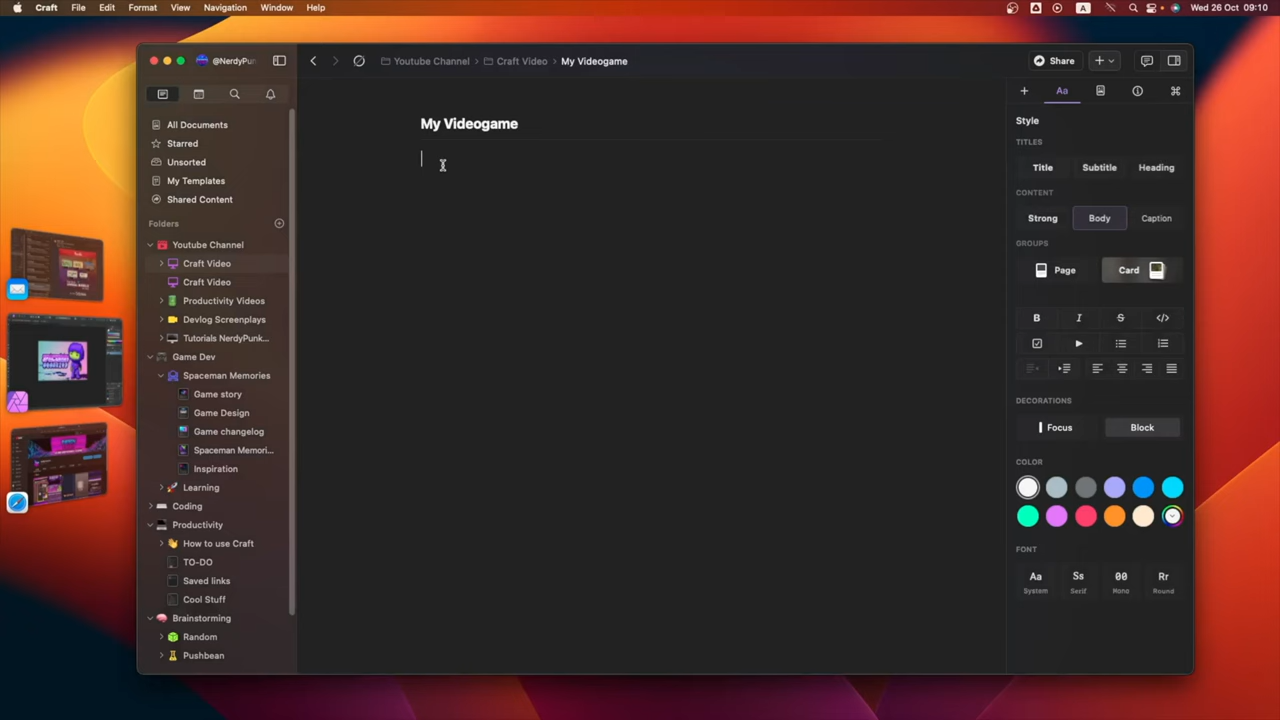 Craft File Edit Format View Navigation Window Help
A
Wed 26 Oct 09:10
@NerdyPun
Youtube Channel
Craft Video
My Videogame
Share
All Documents
Starred
Unsorted
My Templates
Shared Content
Folders
Youtube Channel
Craft Video
Craft Video
Productivity Videos
Devlog Screenplays
Tutorials NerdyPunk...
Game Dev
Spaceman Memories
Game story
Game Design
Game changelog
Spaceman Memori...
Inspiration
Learning
Coding
Productivity
How to use Craft
TO-DO
Saved links
Cool Stuff
Brainstorming
Random
Pushbean
My Videogame
Aa
Style
TITLES
Title Subtitle Heading
CONTENT
Strong Body Caption
GROUPS
Page Card
B I S </>
DECORATIONS
Focus Block
COLOR
FONT
Aa Ss 00 Rr
System Serif Mono Round